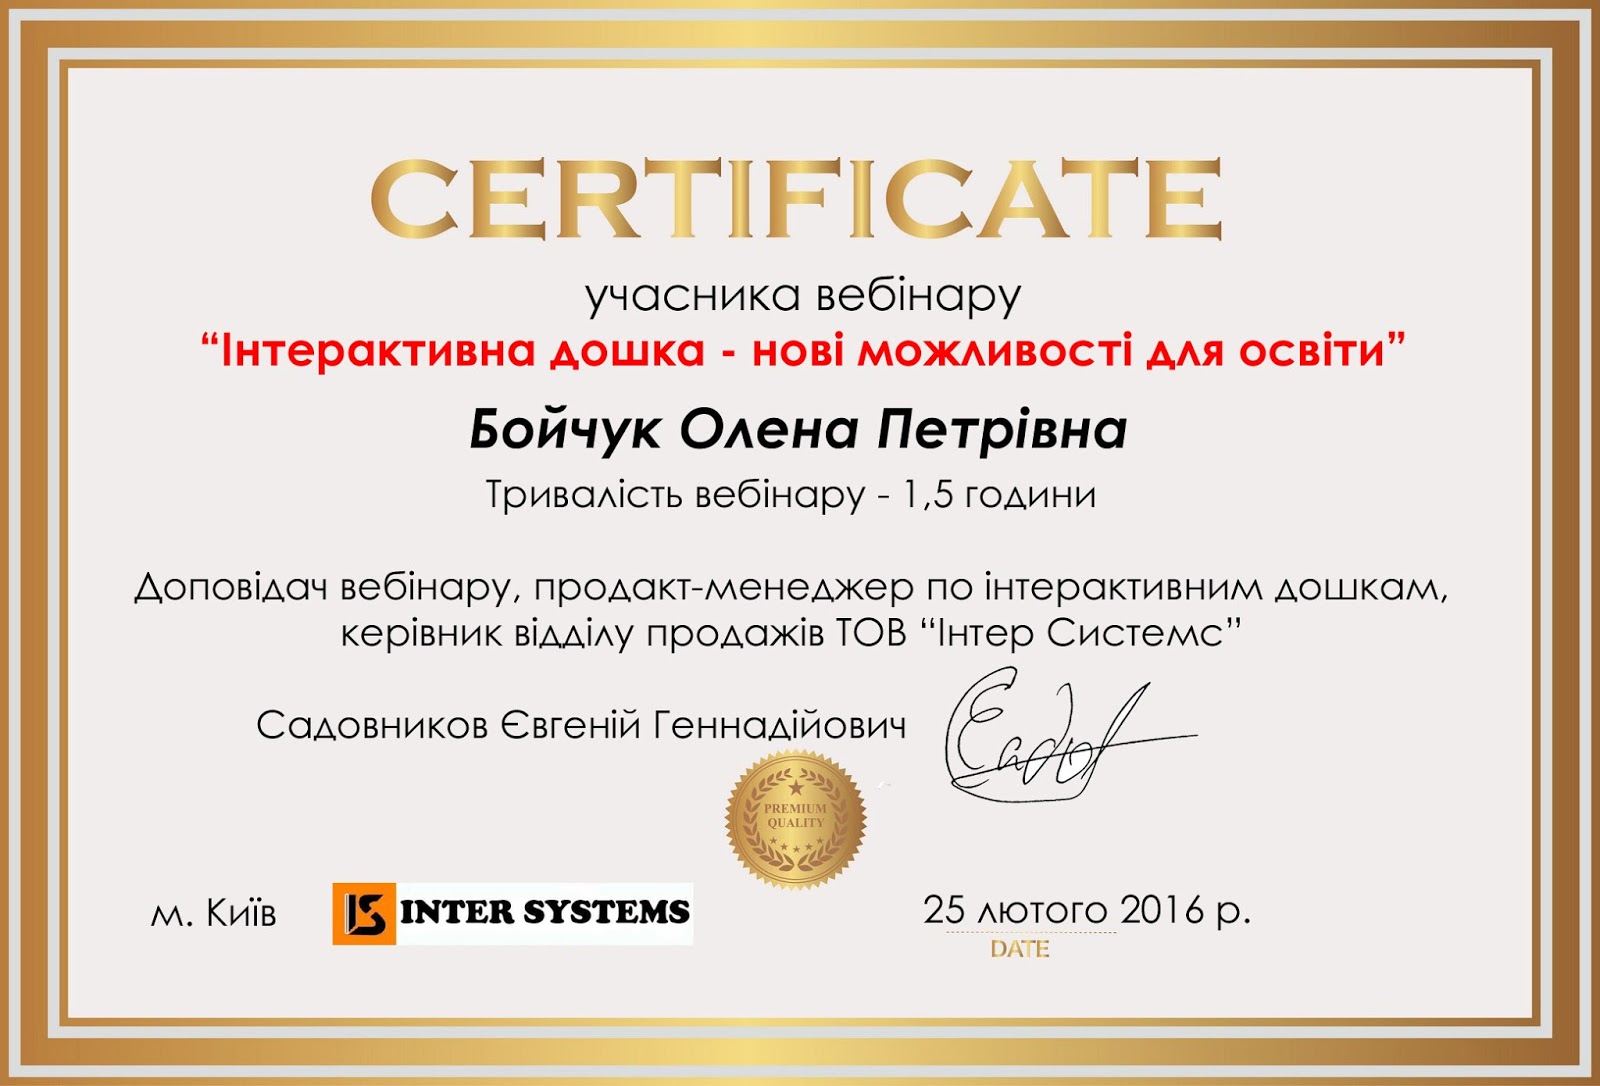 CERTIFICATE
учасника вебінару
“Інтерактивна дошка - нові можливості для освіти”
Бойчук Олена Петрівна
Тривалість вебінару - 1,5 години
Доповідач вебінару, продакт-менеджер по інтерактивним дошкам,
керівник відділу продажів ТОВ “Інтер Системс”
Садовников Євгеній Геннадійович
PREMIUM
QUALITY
м. Київ
IS INTER SYSTEMS
25 лютого 2016 р.
DATE